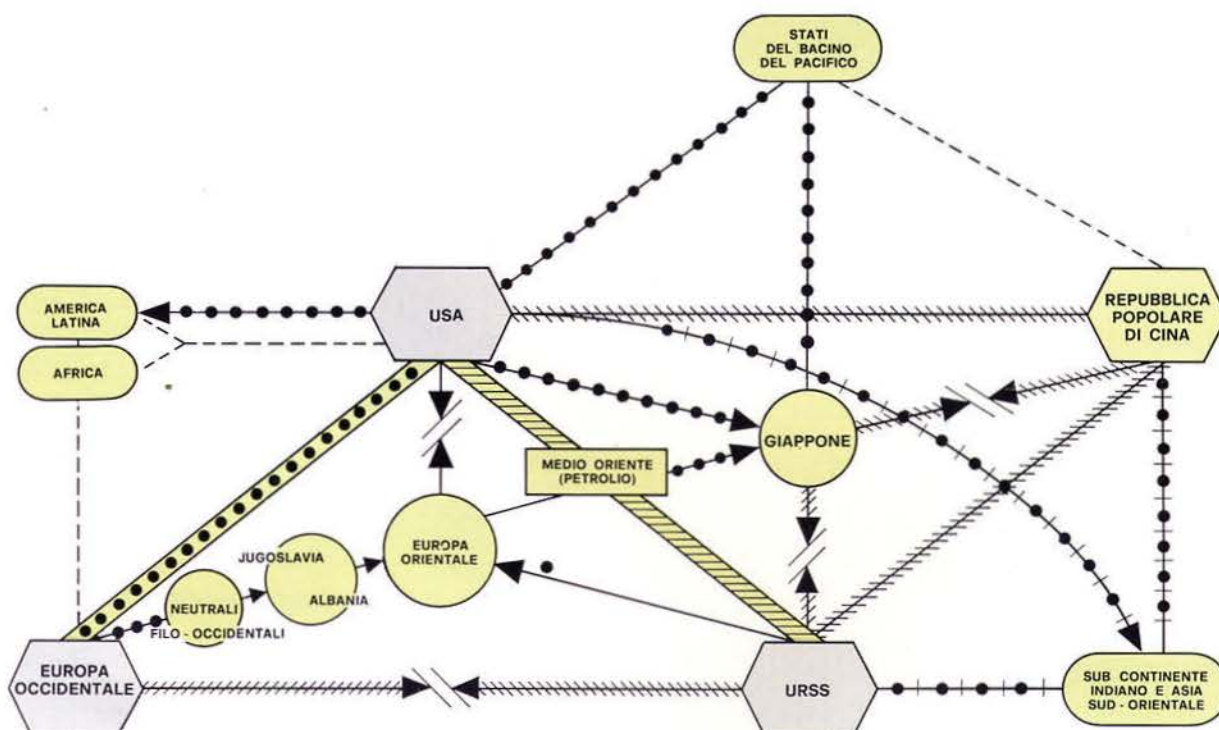 STATI
DEL BACINO
DEL PACIFICO
AMERICA
LATINA
USA
REPUBBLICA
POPOLARE
DI CINA
AFRICA
GIAPPONE
MEDIO ORIENTE
(PETROLIO)
EUROPA
ORIENTALE
JUGOSLAVIA
ALBANIA
NEUTRALI
FILO - OCCIDENTALI
EUROPA
OCCIDENTALE
URSS
SUB CONTINENTE
INDIANO E ASIA
SUD - ORIENTALE